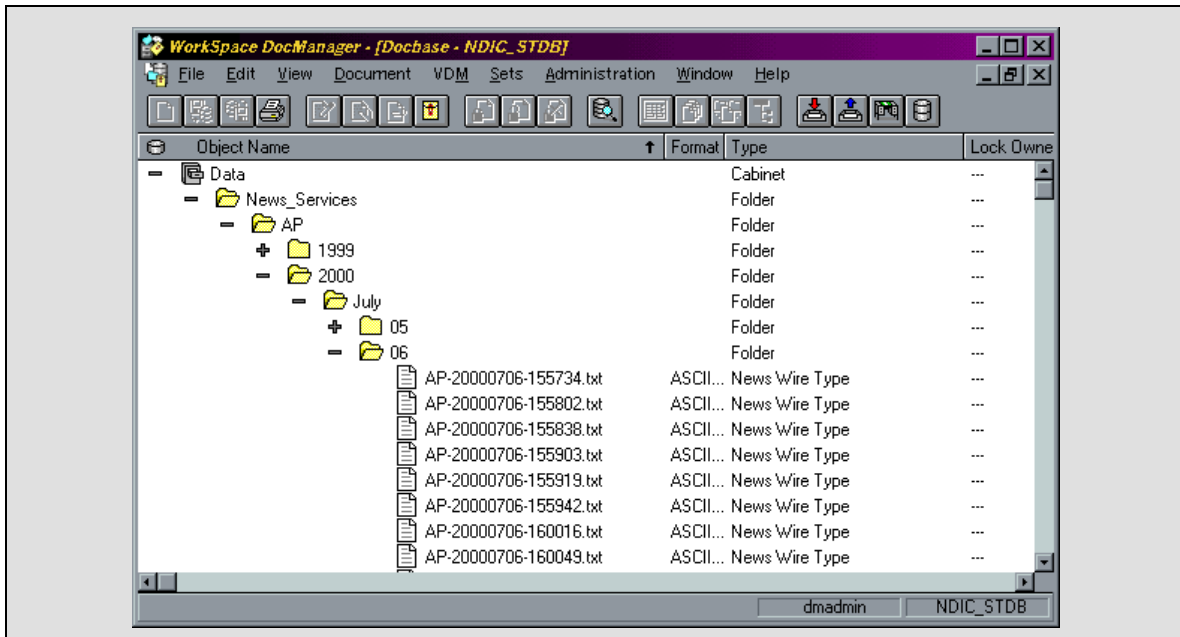 WorkSpace DocManager - [Docbase - NDIC_STDB]
File Edit View Document VDM Sets Administration Window Help
Object Name Format Type Lock Owne
Data Cabinet ---
News_Services Folder ---
AP Folder ---
1999 Folder ---
2000 Folder ---
July Folder ---
05 Folder ---
06 Folder ---
AP-20000706-155734.txt ASCII... News Wire Type ---
AP-20000706-155802.txt ASCII... News Wire Type ---
AP-20000706-155838.txt ASCII... News Wire Type ---
AP-20000706-155903.txt ASCII... News Wire Type ---
AP-20000706-155919.txt ASCII... News Wire Type ---
AP-20000706-155942.txt ASCII... News Wire Type ---
AP-20000706-160016.txt ASCII... News Wire Type ---
AP-20000706-160049.txt ASCII... News Wire Type ---
dmadmin NDIC_STDB